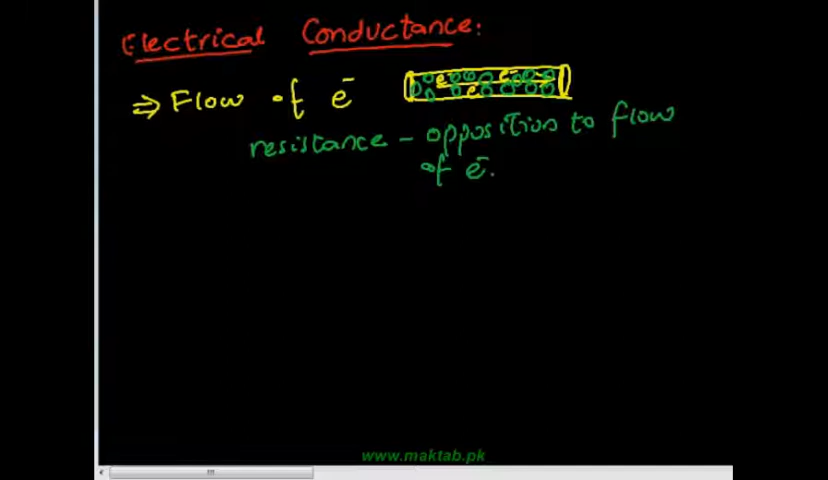 Electrical Conductance:
⇒ Flow of e⁻
e⁻ e⁻ e
resistance – opposition to flow
of e⁻.
www.maktab.pk